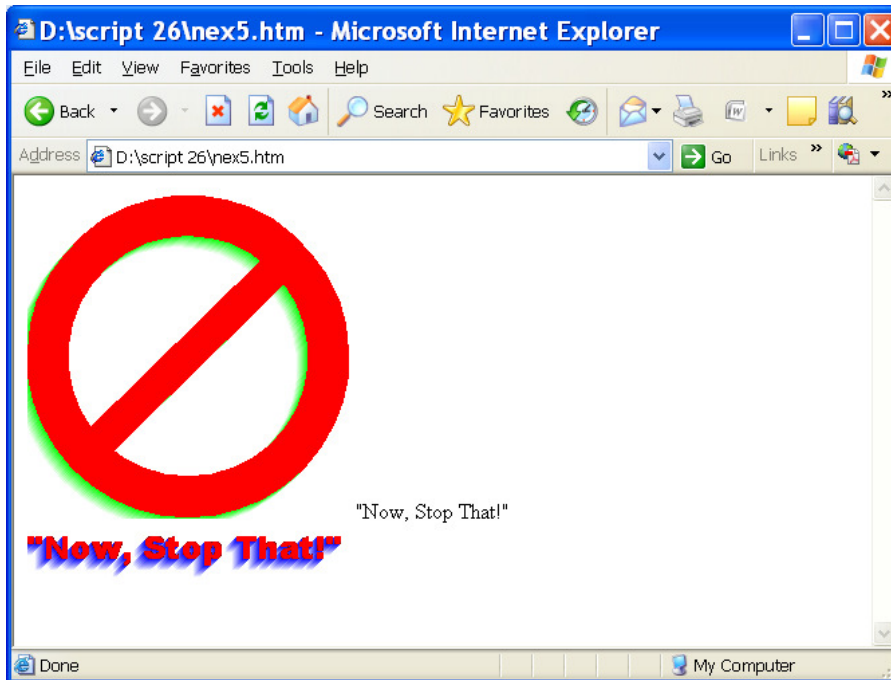 D:\script 26\nex5.htm - Microsoft Internet Explorer
File Edit View Favorites Tools Help
Back Search Favorites »
Address D:\script 26\nex5.htm Go Links »
"Now, Stop That!"
"Now, Stop That!"
Done My Computer